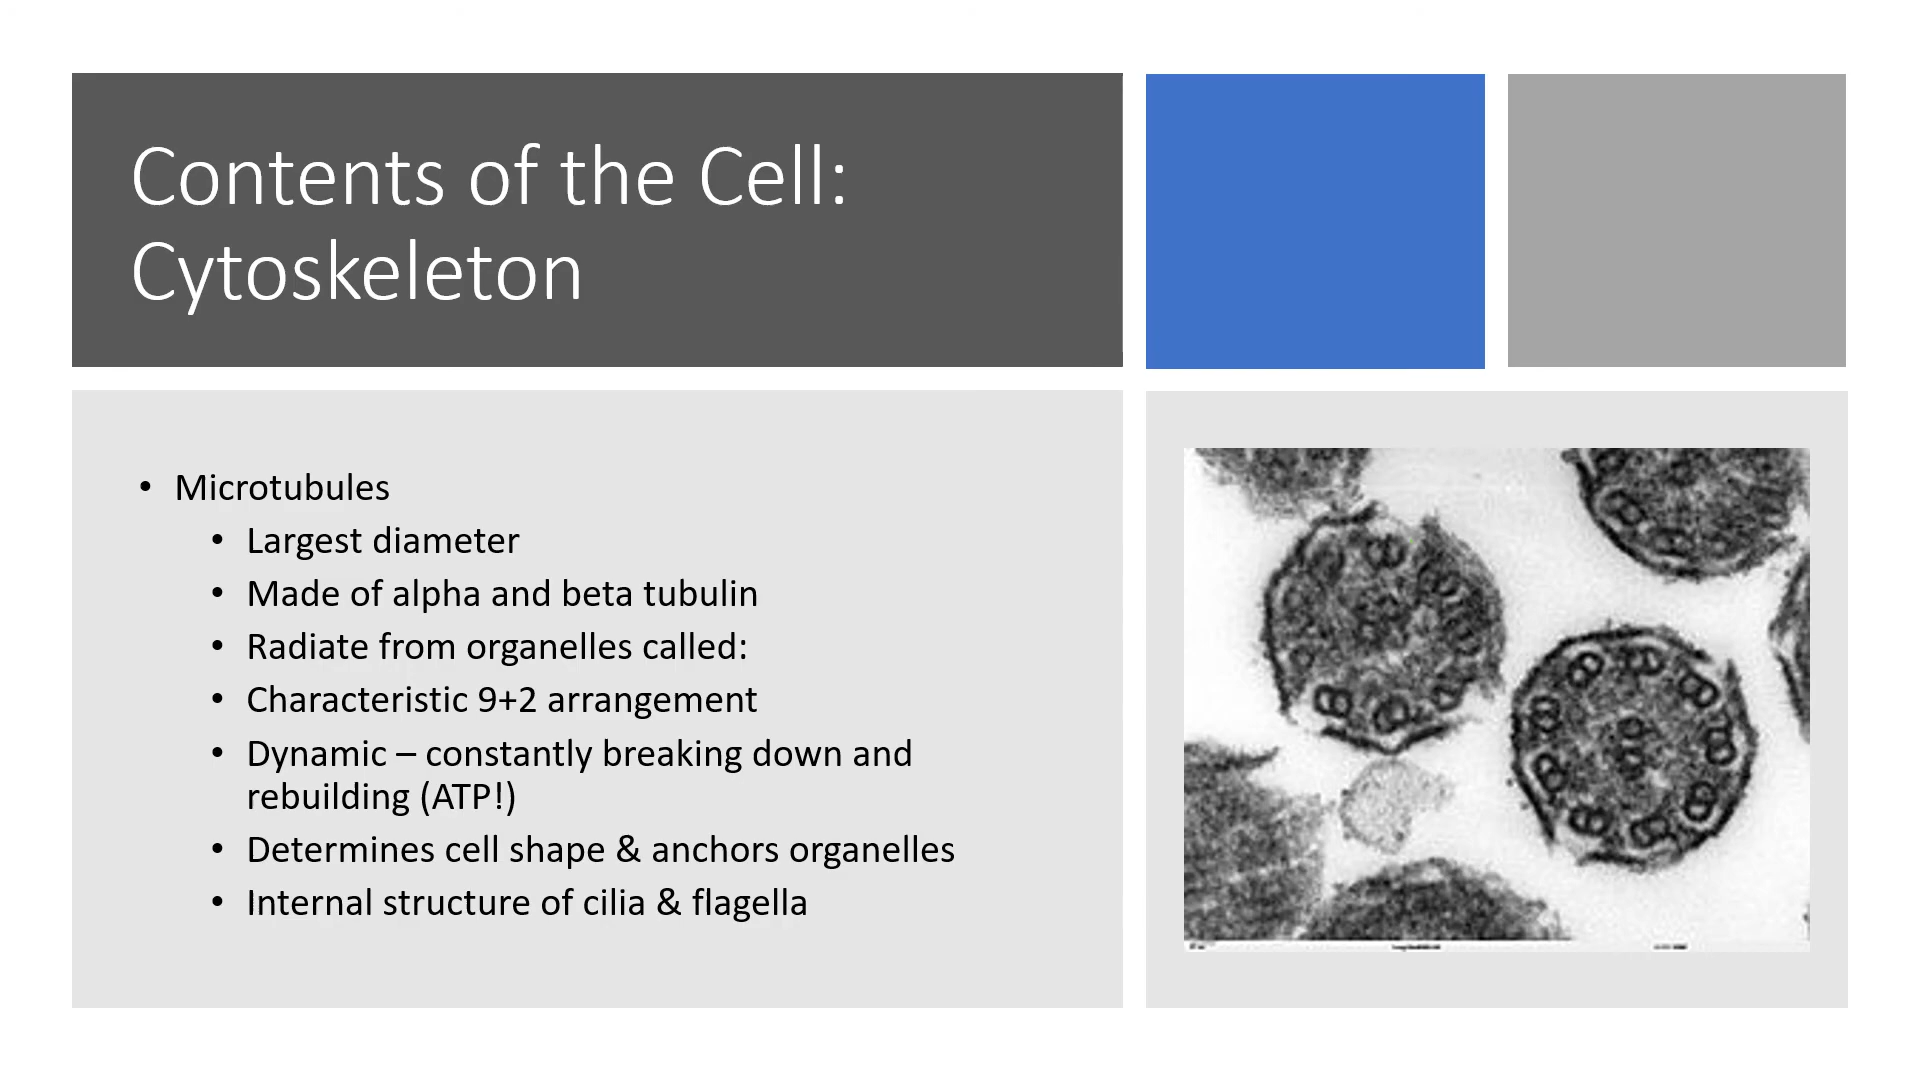 Contents of the Cell:
Cytoskeleton
• Microtubules
• Largest diameter
• Made of alpha and beta tubulin
• Radiate from organelles called:
• Characteristic 9+2 arrangement
• Dynamic – constantly breaking down and
rebuilding (ATP!)
• Determines cell shape & anchors organelles
• Internal structure of cilia & flagella